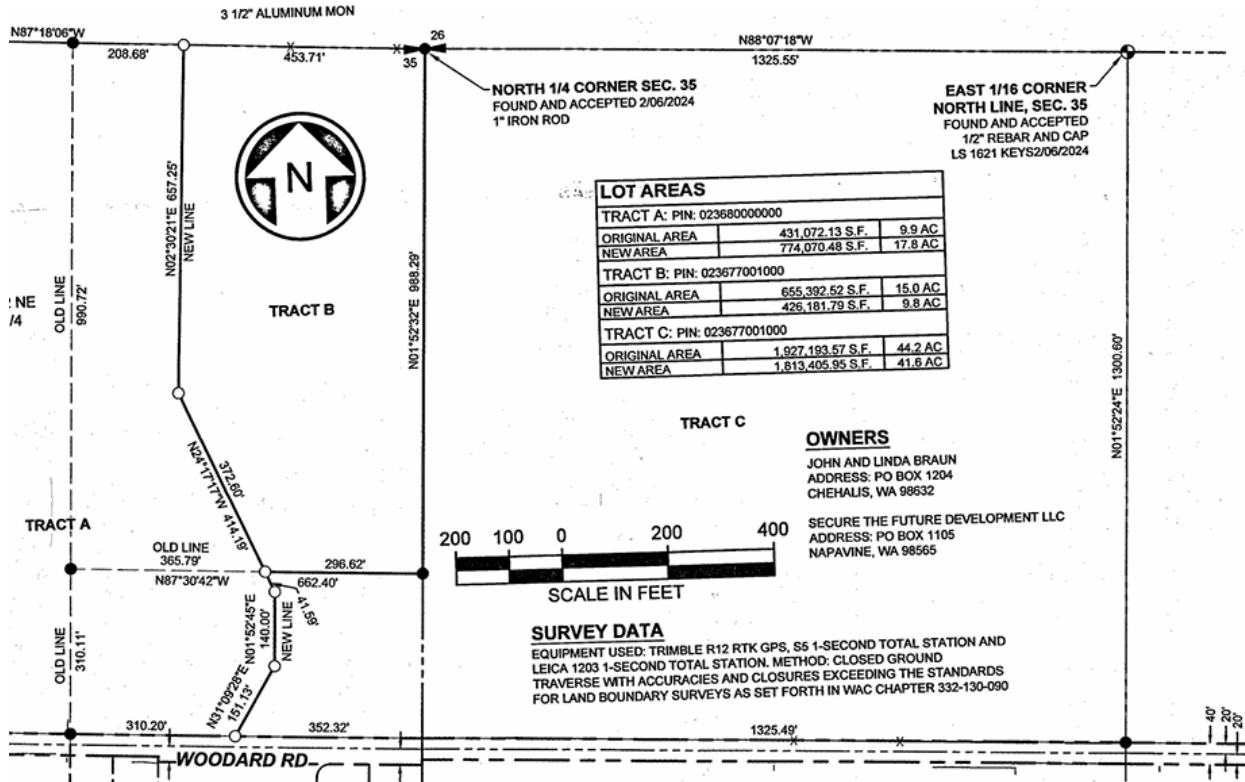 3 1/2" ALUMINUM MON
N87°18'06"W
208.68'
453.71'
26
35
N88°07'18"W
1325.55'
NORTH 1/4 CORNER SEC. 35
FOUND AND ACCEPTED 2/06/2024
1" IRON ROD
EAST 1/16 CORNER
NORTH LINE, SEC. 35
FOUND AND ACCEPTED
1/2" REBAR AND CAP
LS 1621 KEYS2/06/2024
N
N02°30'21"E 657.25'
NEW LINE
LOT AREAS
TRACT A: PIN: 023680000000
ORIGINAL AREA 431,072.13 S.F. 9.9 AC
NEW AREA 774,070.48 S.F. 17.8 AC
TRACT B: PIN: 023677001000
ORIGINAL AREA 655,392.52 S.F. 15.0 AC
NEW AREA 426,181.79 S.F. 9.8 AC
TRACT C: PIN: 023677001000
ORIGINAL AREA 1,927,193.57 S.F. 44.2 AC
NEW AREA 1,813,405.95 S.F. 41.6 AC
NE
/4
OLD LINE
990.72'
TRACT B
N01°52'32"E 988.29'
N01°52'24"E 1300.60'
TRACT C
OWNERS
JOHN AND LINDA BRAUN
ADDRESS: PO BOX 1204
CHEHALIS, WA 98632
SECURE THE FUTURE DEVELOPMENT LLC
ADDRESS: PO BOX 1105
NAPAVINE, WA 98565
372.60'
N24°17'17"W 414.19'
TRACT A
OLD LINE
365.79'
N87°30'42"W
296.62'
662.40'
41.59'
200 100 0 200 400
SCALE IN FEET
OLD LINE
310.11'
N01°52'45"E
140.00'
NEW LINE
N31°09'28"E
151.13'
SURVEY DATA
EQUIPMENT USED: TRIMBLE R12 RTK GPS, S5 1-SECOND TOTAL STATION AND
LEICA 1203 1-SECOND TOTAL STATION. METHOD: CLOSED GROUND
TRAVERSE WITH ACCURACIES AND CLOSURES EXCEEDING THE STANDARDS
FOR LAND BOUNDARY SURVEYS AS SET FORTH IN WAC CHAPTER 332-130-090
310.20'
352.32'
1325.49'
40'
20'
20'
WOODARD RD